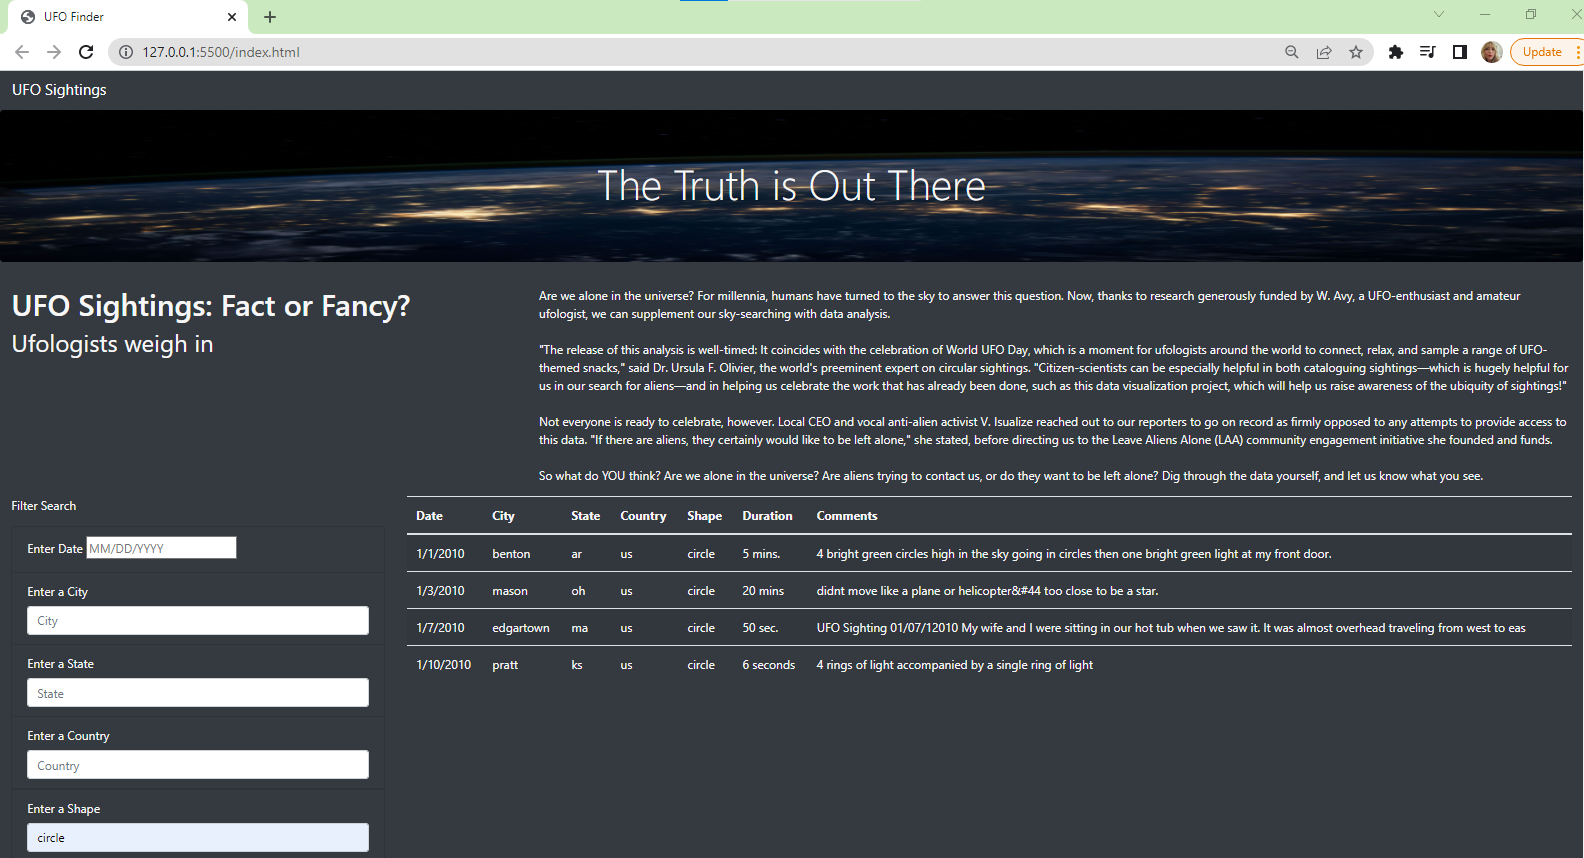 UFO Finder
127.0.0.1:5500/index.html
Update
UFO Sightings
The Truth is Out There
UFO Sightings: Fact or Fancy?
Ufologists weigh in
Are we alone in the universe? For millennia, humans have turned to the sky to answer this question. Now, thanks to research generously funded by W. Avy, a UFO-enthusiast and amateur
ufologist, we can supplement our sky-searching with data analysis.
"The release of this analysis is well-timed: It coincides with the celebration of World UFO Day, which is a moment for ufologists around the world to connect, relax, and sample a range of UFO-
themed snacks," said Dr. Ursula F. Olivier, the world's preeminent expert on circular sightings. "Citizen-scientists can be especially helpful in both cataloguing sightings—which is hugely helpful for
us in our search for aliens—and in helping us celebrate the work that has already been done, such as this data visualization project, which will help us raise awareness of the ubiquity of sightings!"
Not everyone is ready to celebrate, however. Local CEO and vocal anti-alien activist V. Isualize reached out to our reporters to go on record as firmly opposed to any attempts to provide access to
this data. "If there are aliens, they certainly would like to be left alone," she stated, before directing us to the Leave Aliens Alone (LAA) community engagement initiative she founded and funds.
So what do YOU think? Are we alone in the universe? Are aliens trying to contact us, or do they want to be left alone? Dig through the data yourself, and let us know what you see.
Filter Search
Enter Date MM/DD/YYYY
Enter a City
City
Enter a State
State
Enter a Country
Country
Enter a Shape
circle
Date City State Country Shape Duration Comments
1/1/2010 benton ar us circle 5 mins. 4 bright green circles high in the sky going in circles then one bright green light at my front door.
1/3/2010 mason oh us circle 20 mins didnt move like a plane or helicopter&#44 too close to be a star.
1/7/2010 edgartown ma us circle 50 sec. UFO Sighting 01/07/12010 My wife and I were sitting in our hot tub when we saw it. It was almost overhead traveling from west to eas
1/10/2010 pratt ks us circle 6 seconds 4 rings of light accompanied by a single ring of light